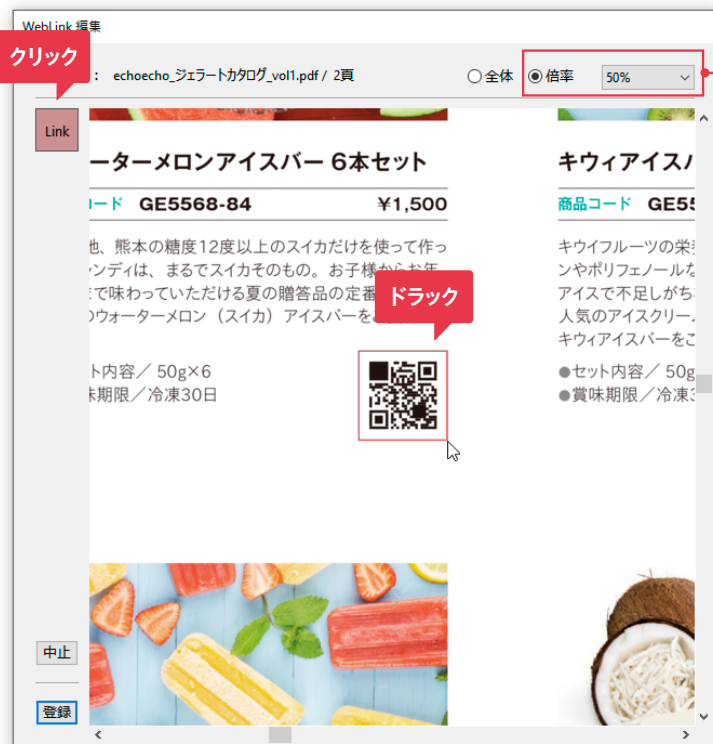 WebLink 編集
クリック
： echoecho_ジェラートカタログ_vol1.pdf / 2頁
全体
倍率
50%
Link
ーターメロンアイスバー 6本セット
コード GE5568-84 ¥1,500
地、熊本の糖度12度以上のスイカだけを使って作っ
ンディは、まるでスイカそのもの。お子様からお年
まで味わっていただける夏の贈答品の定番
のウォーターメロン（スイカ）アイスバーを
ドラック
ト内容／ 50g×6
味期限／冷凍30日
キウィアイスバ
商品コード GE55
キウイフルーツの栄
ンやポリフェノールな
アイスで不足しがち
人気のアイスクリー
キウィアイスバーをご
●セット内容／ 50g
●賞味期限／冷凍3
中止
登録